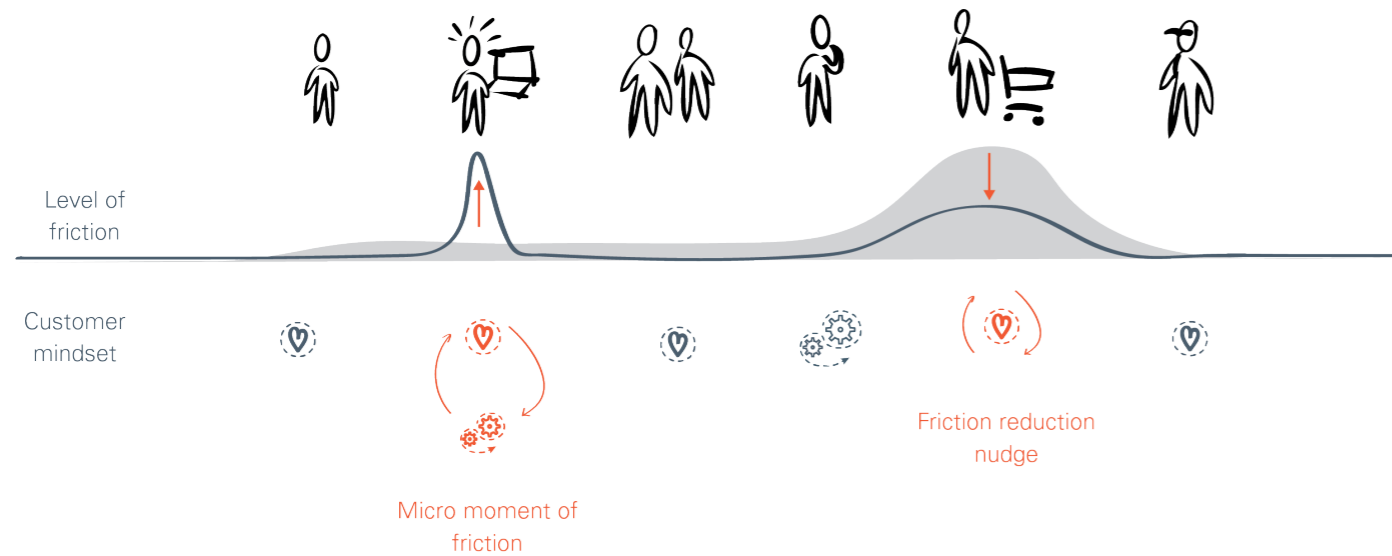 Level of
friction
Customer
mindset
Friction reduction
nudge
Micro moment of
friction